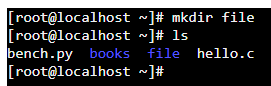 [root@localhost ~]# mkdir file
[root@localhost ~]# ls
bench.py  books  file  hello.c
[root@localhost ~]#